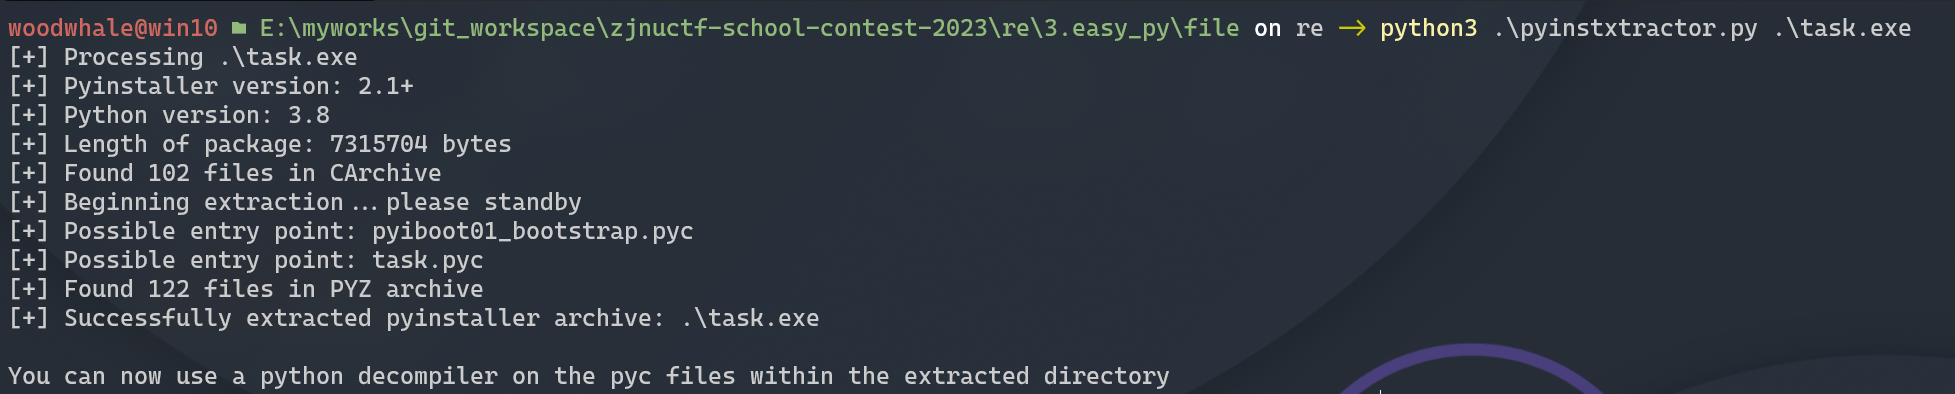 woodwhale@win10 E:\myworks\git_workspace\zjnuctf-school-contest-2023\re\3.easy_py\file on re → python3 .\pyinstxtractor.py .\task.exe
[+] Processing .\task.exe
[+] Pyinstaller version: 2.1+
[+] Python version: 3.8
[+] Length of package: 7315704 bytes
[+] Found 102 files in CArchive
[+] Beginning extraction...please standby
[+] Possible entry point: pyiboot01_bootstrap.pyc
[+] Possible entry point: task.pyc
[+] Found 122 files in PYZ archive
[+] Successfully extracted pyinstaller archive: .\task.exe
You can now use a python decompiler on the pyc files within the extracted directory